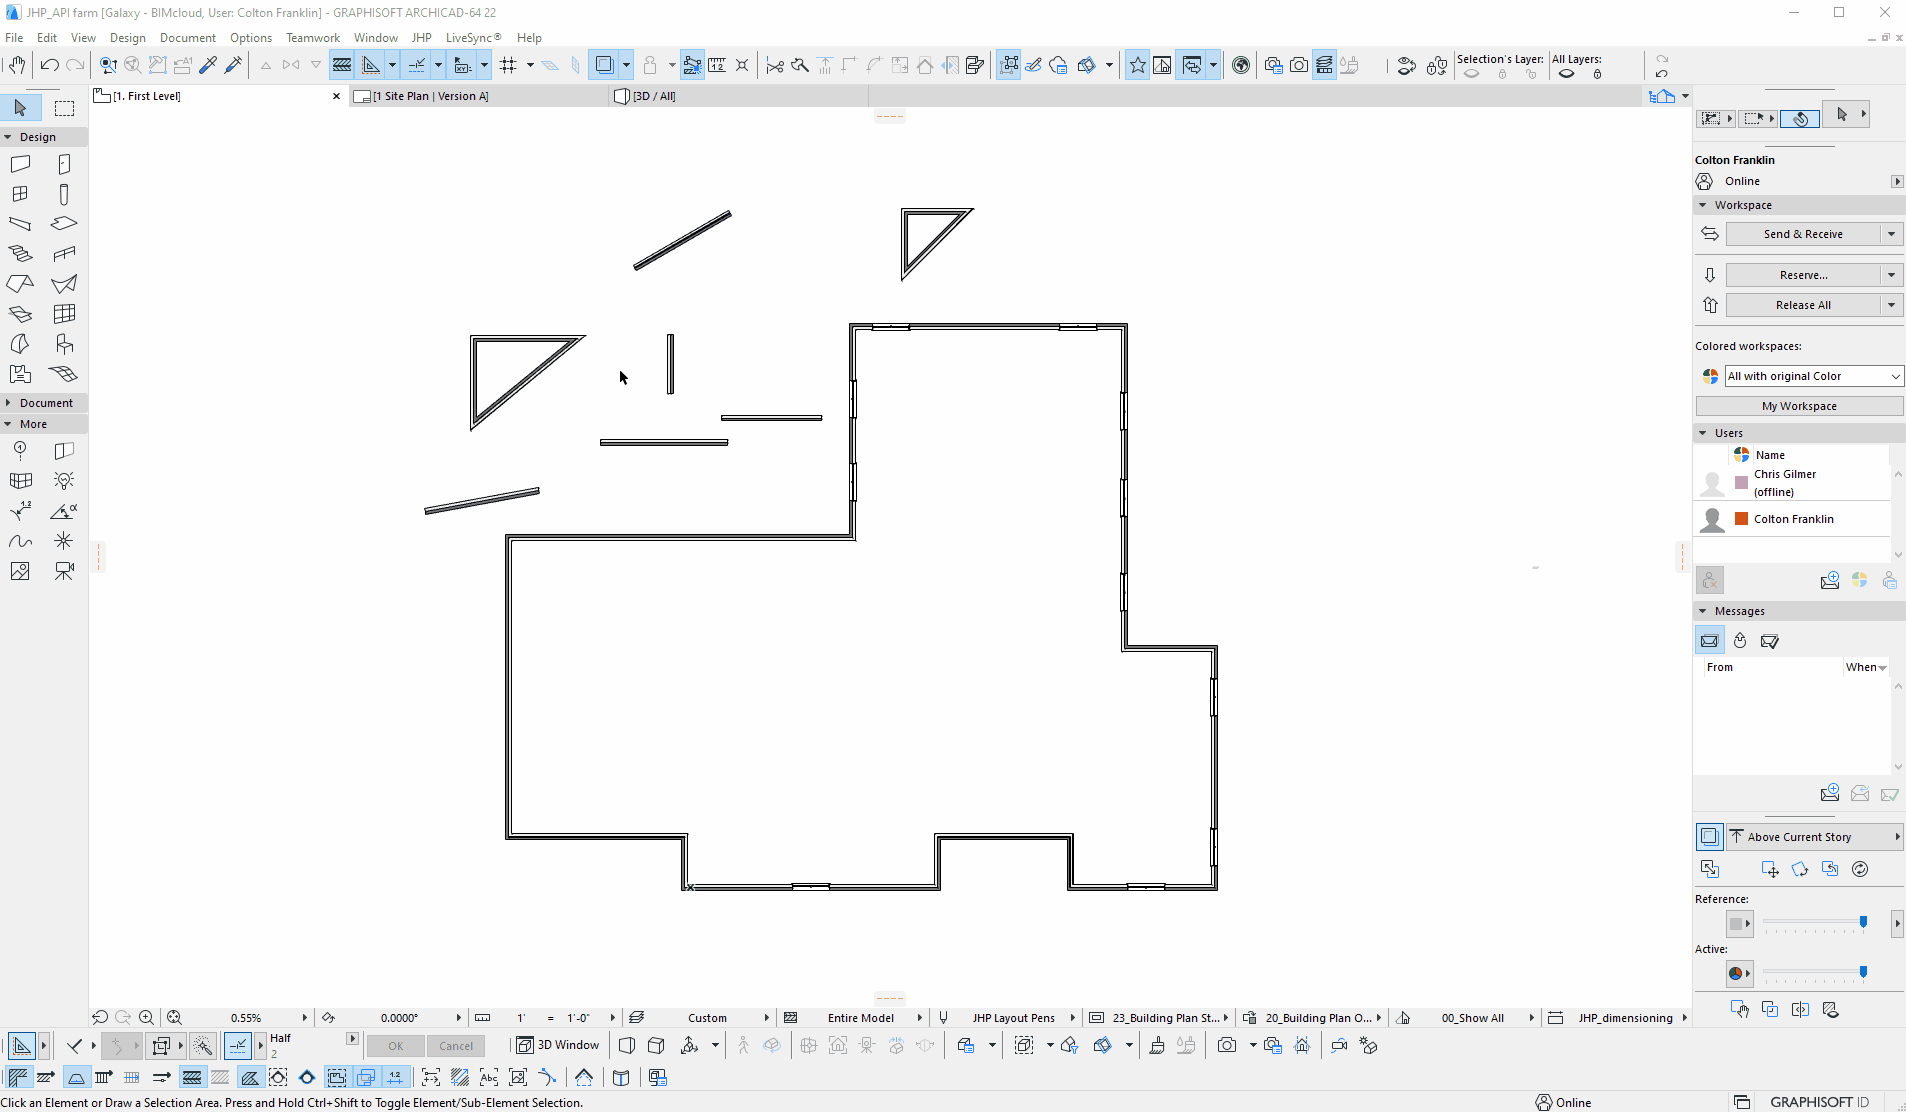 JHP_API farm [Galaxy - BIMcloud, User: Colton Franklin] - GRAPHISOFT ARCHICAD-64 22
File Edit View Design Document Options Teamwork Window JHP LiveSync® Help
Selection's Layer: All Layers:
[1. First Level] [1 Site Plan | Version A] [3D / All]
Design
Document
More
Colton Franklin
Online
Workspace
Send & Receive
Reserve...
Release All
Colored workspaces:
All with original Color
My Workspace
Users
Name
Chris Gilmer
(offline)
Colton Franklin
Messages
From When
Above Current Story
Reference:
Active:
0.55% 0.0000° 1' = 1'-0" Custom Entire Model JHP Layout Pens 23_Building Plan St... 20_Building Plan O... 00_Show All JHP_dimensioning
Half
2
OK Cancel 3D Window
1.2 Abc
Click an Element or Draw a Selection Area. Press and Hold Ctrl+Shift to Toggle Element/Sub-Element Selection. Online GRAPHISOFT ID